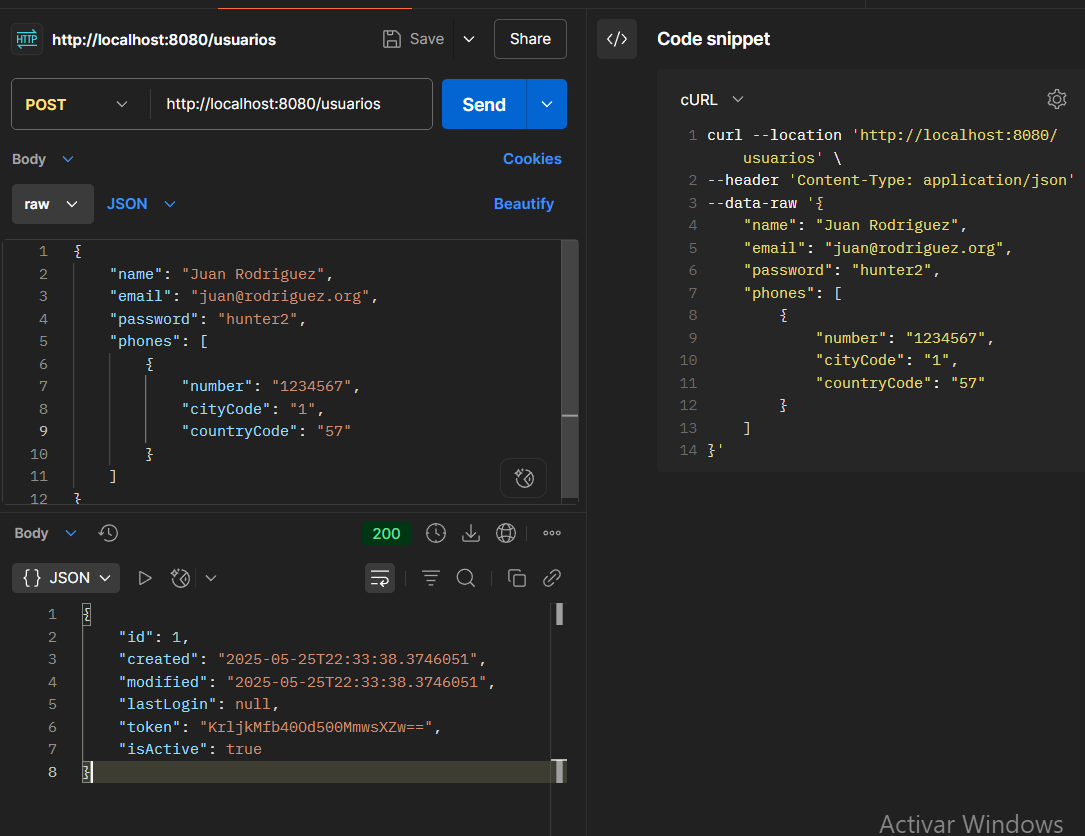 HTTP http://localhost:8080/usuarios Save Share
POST http://localhost:8080/usuarios Send
Body Cookies
raw JSON Beautify
1 {
2 "name": "Juan Rodriguez",
3 "email": "juan@rodriguez.org",
4 "password": "hunter2",
5 "phones": [
6 {
7 "number": "1234567",
8 "cityCode": "1",
9 "countryCode": "57"
10 }
11 ]
12 }
Body 200
{} JSON
1 {
2 "id": 1,
3 "created": "2025-05-25T22:33:38.3746051",
4 "modified": "2025-05-25T22:33:38.3746051",
5 "lastLogin": null,
6 "token": "KrljkMfb40Od500MmwsXZw==",
7 "isActive": true
8 }
</> Code snippet
cURL
1 curl --location 'http://localhost:8080/
usuarios' \
2 --header 'Content-Type: application/json'
3 --data-raw '{
4 "name": "Juan Rodriguez",
5 "email": "juan@rodriguez.org",
6 "password": "hunter2",
7 "phones": [
8 {
9 "number": "1234567",
10 "cityCode": "1",
11 "countryCode": "57"
12 }
13 ]
14 }'
Activar Windows